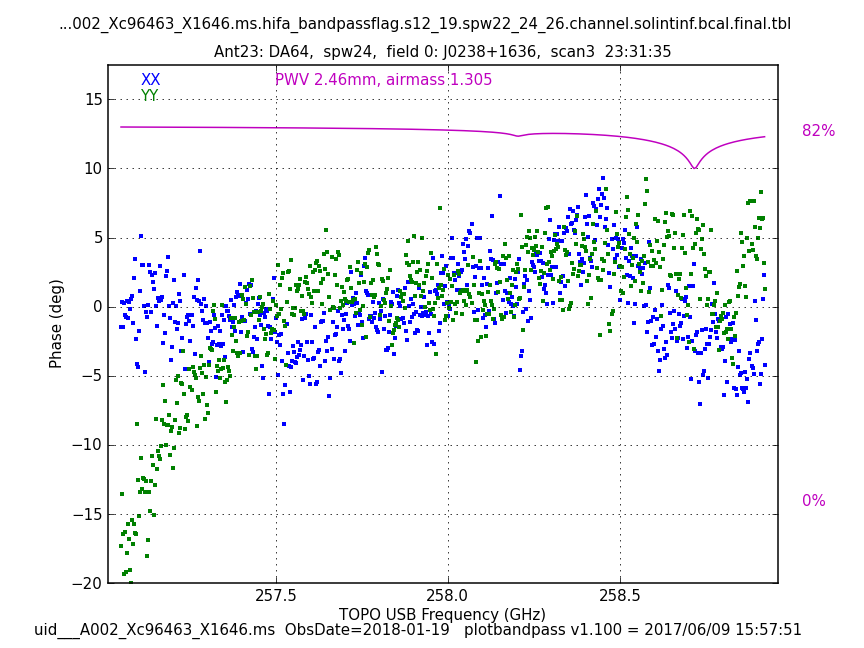 ...002_Xc96463_X1646.ms.hifa_bandpassflag.s12_19.spw22_24_26.channel.solintinf.bcal.final.tbl
Ant23: DA64, spw24, field 0: J0238+1636, scan3 23:31:35
XX
PWV 2.46mm, airmass 1.305
YY
15
82%
10
5
0
Phase (deg)
−5
−10
0%
−15
−20
257.5
258.0
258.5
TOPO USB Frequency (GHz)
uid___A002_Xc96463_X1646.ms ObsDate=2018-01-19 plotbandpass v1.100 = 2017/06/09 15:57:51